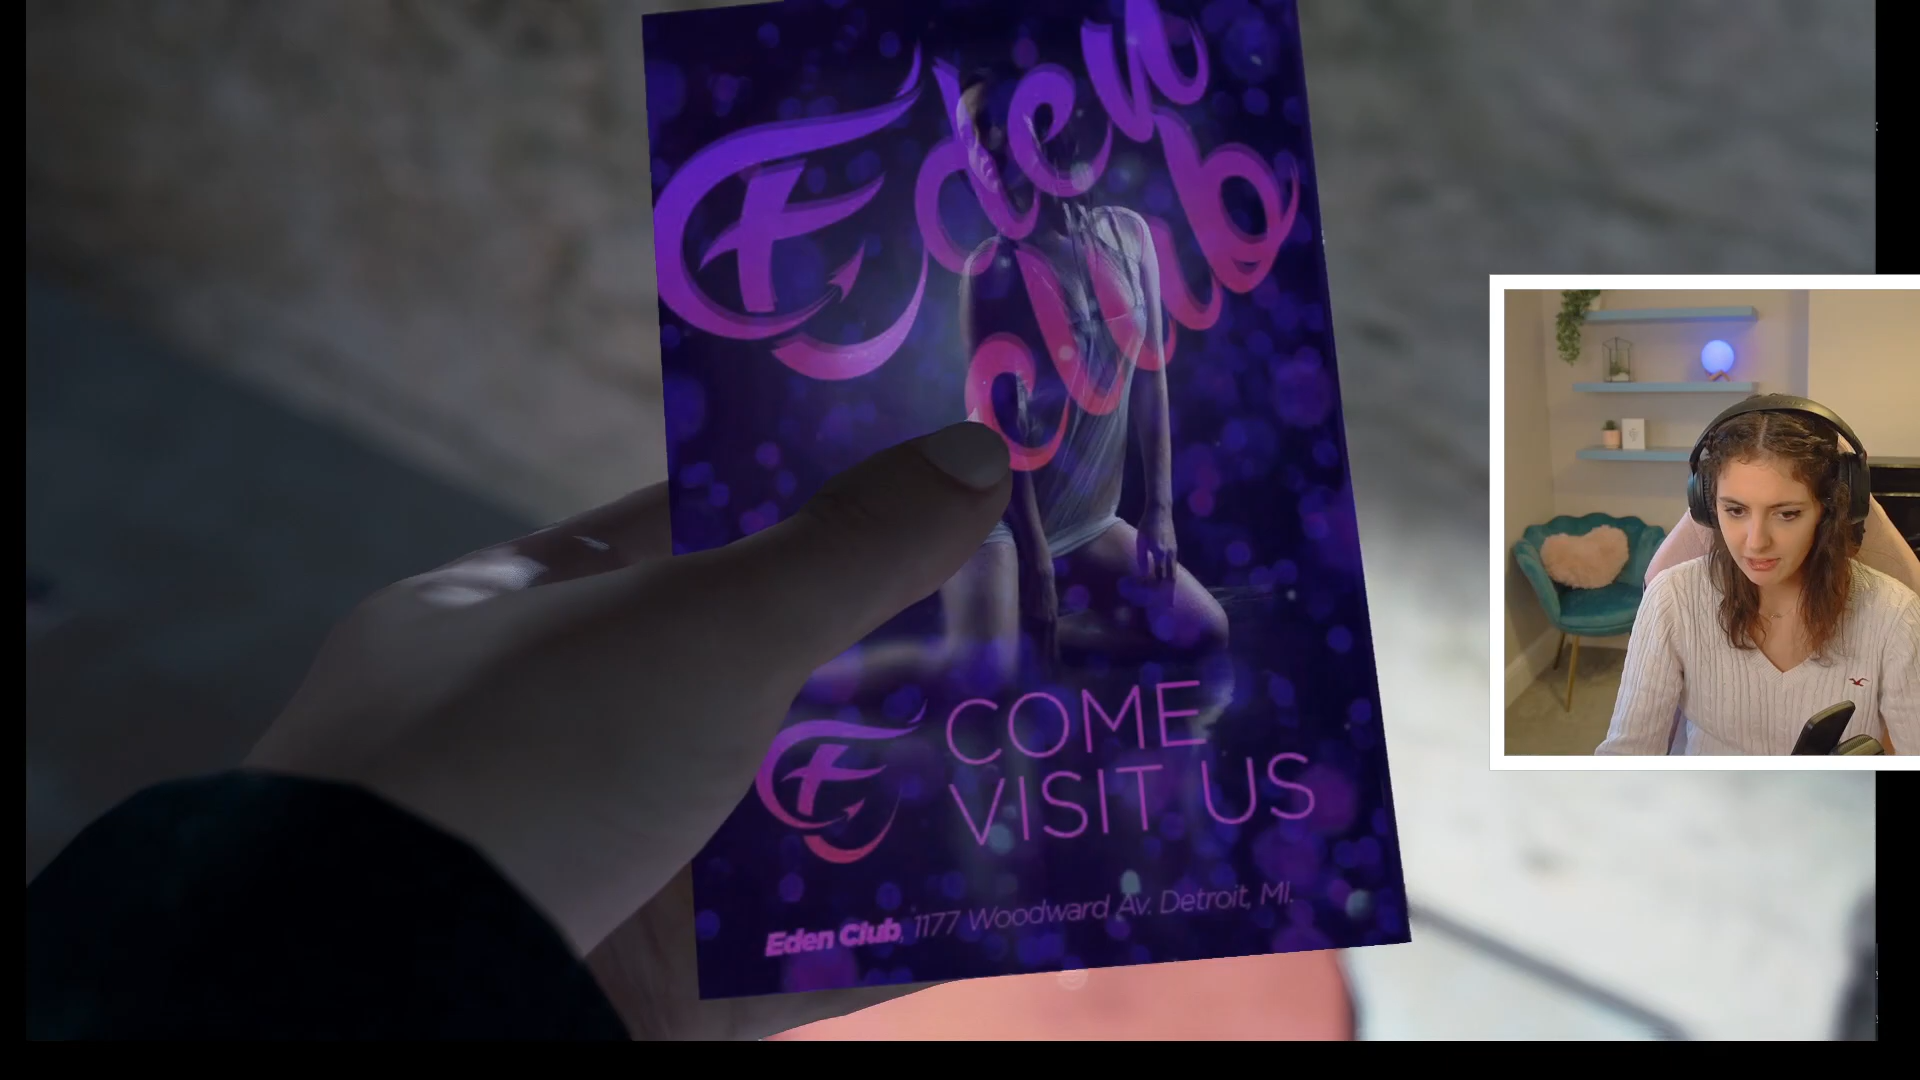 Eden
club
COME
VISIT US
Eden Club, 1177 Woodward Av. Detroit, MI.